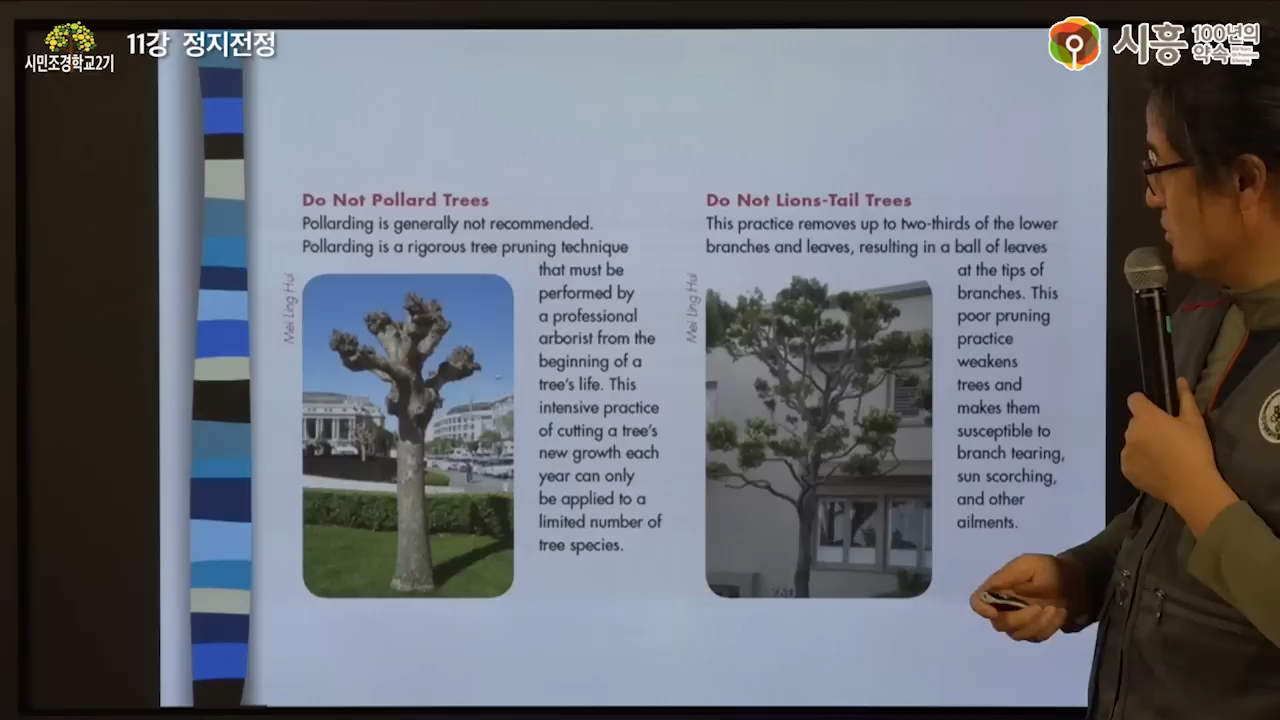 시민조경학교2기
11강 정지전정
시흥
100년의
약속
Do Not Pollard Trees
Pollarding is generally not recommended.
Pollarding is a rigorous tree pruning technique
that must be
performed by
a professional
arborist from the
beginning of a
tree's life. This
intensive practice
of cutting a tree's
new growth each
year can only
be applied to a
limited number of
tree species.
Mei Ling Hui
Do Not Lions-Tail Trees
This practice removes up to two-thirds of the lower
branches and leaves, resulting in a ball of leaves
at the tips of
branches. This
poor pruning
practice
weakens
trees and
makes them
susceptible to
branch tearing,
sun scorching,
and other
ailments.
Mei Ling Hui